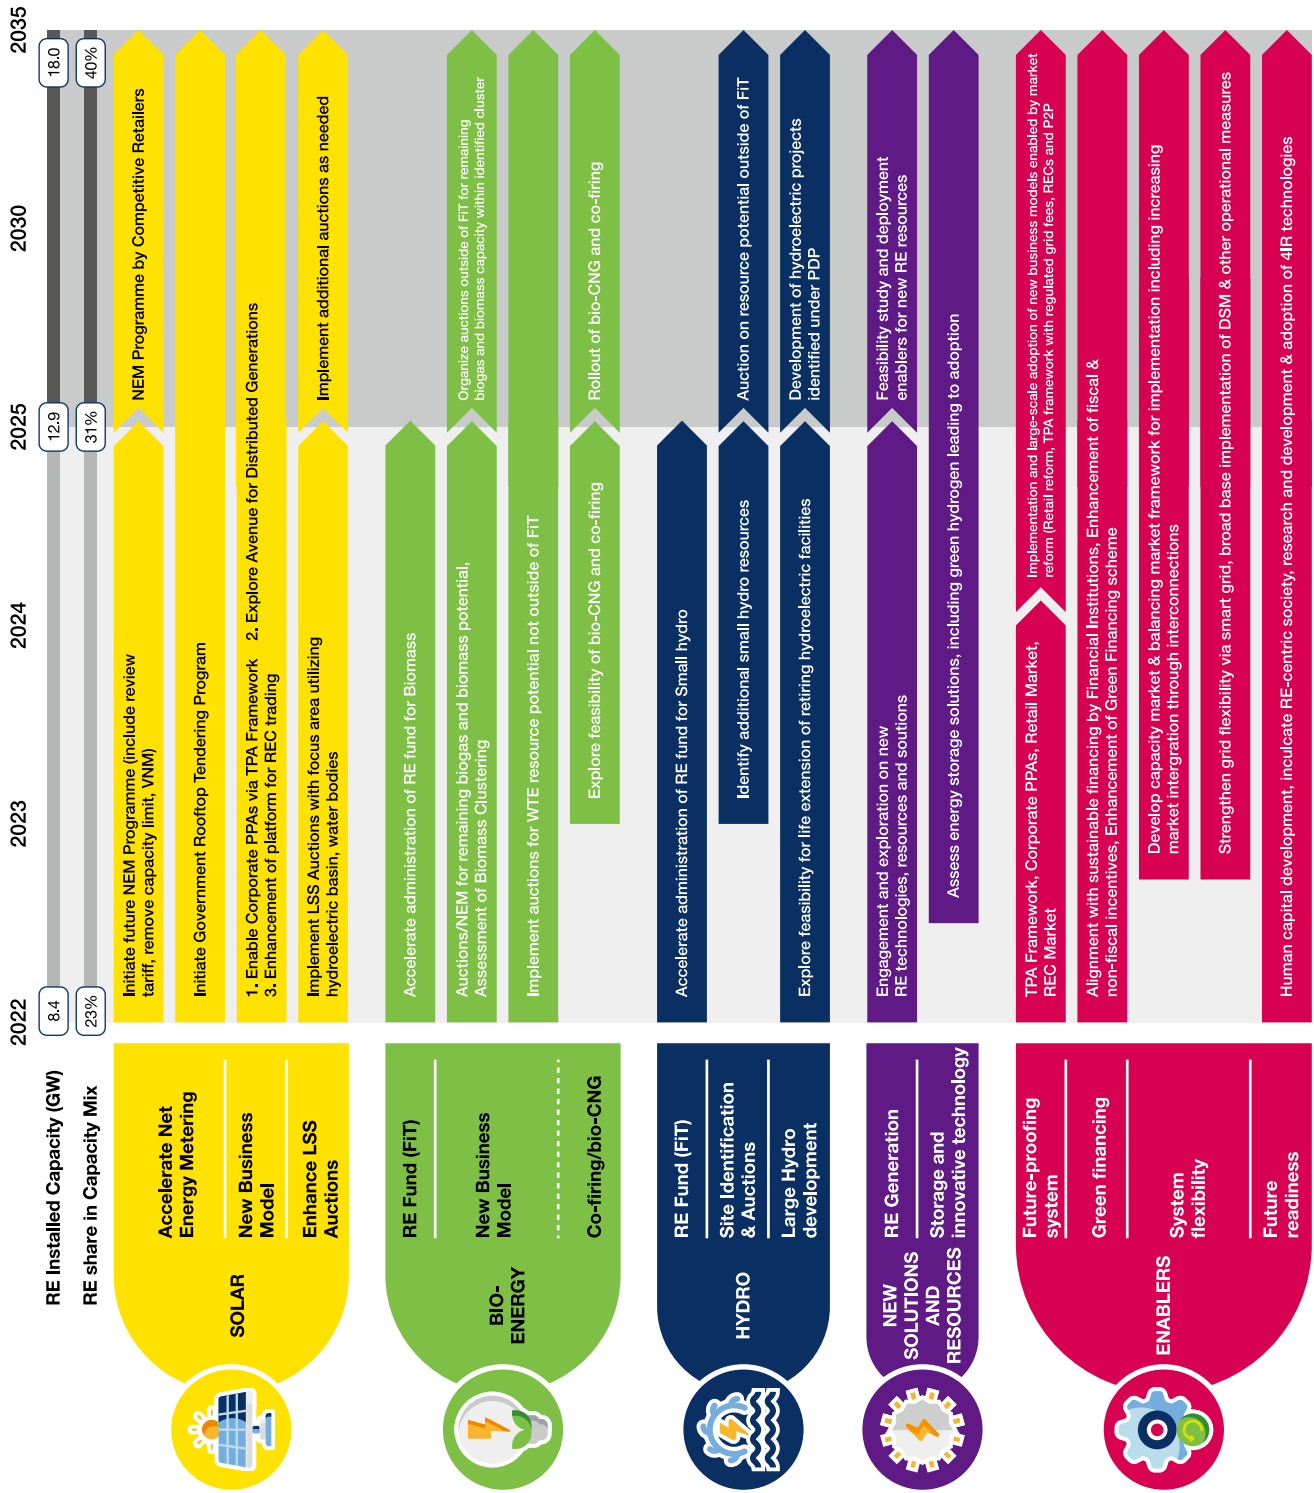 2022
2023
2024
2025
2030
2035
RE Installed Capacity (GW)
8.4
12.9
18.0
RE share in Capacity Mix
23%
31%
40%
SOLAR
Accelerate Net
Energy Metering
Initiate future NEM Programme (include review
tariff, remove capacity limit, VNM)
NEM Programme by Competitive Retailers
Initiate Government Rooftop Tendering Program
New Business
Model
1. Enable Corporate PPAs via TPA Framework 2. Explore Avenue for Distributed Generations
3. Enhancement of platform for REC trading
Enhance LSS
Auctions
Implement LSS Auctions with focus area utilizing
hydroelectric basin, water bodies
Implement additional auctions as needed
BIO-
ENERGY
RE Fund (FiT)
Accelerate administration of RE fund for Biomass
New Business
Model
Auctions/NEM for remaining biogas and biomass potential,
Assessment of Biomass Clustering
Organize auctions outside of FiT for remaining
biogas and biomass capacity within identified cluster
Implement auctions for WTE resource potential not outside of FiT
Co-firing/bio-CNG
Explore feasibility of bio-CNG and co-firing
Rollout of bio-CNG and co-firing
HYDRO
RE Fund (FiT)
Accelerate administration of RE fund for Small hydro
Site Identification
& Auctions
Identify additional small hydro resources
Auction on resource potential outside of FiT
Large Hydro
development
Explore feasibility for life extension of retiring hydroelectric facilities
Development of hydroelectric projects
identified under PDP
NEW
SOLUTIONS
AND
RESOURCES
RE Generation
Engagement and exploration on new
RE technologies, resources and soutions
Feasibility study and deployment
enablers for new RE resources
Storage and
innovative technology
Assess energy storage solutions, including green hydrogen leading to adoption
ENABLERS
Future-proofing
system
TPA Framework, Corporate PPAs, Retail Market,
REC Market
Implementation and large-scale adoption of new business models enabled by market
reform (Retail reform, TPA framework with regulated grid fees, RECs and P2P
Green financing
Alignment with sustainable financing by Financial Institutions, Enhancement of fiscal &
non-fiscal incentives, Enhancement of Green Financing scheme
System
flexibility
Develop capacity market & balancing market framework for implementation including increasing
market intergration through interconnections
Strengthen grid flexibility via smart grid, broad base implementation of DSM & other operational measures
Future
readiness
Human capital development, inculcate RE-centric society, research and development & adoption of 4IR technologies